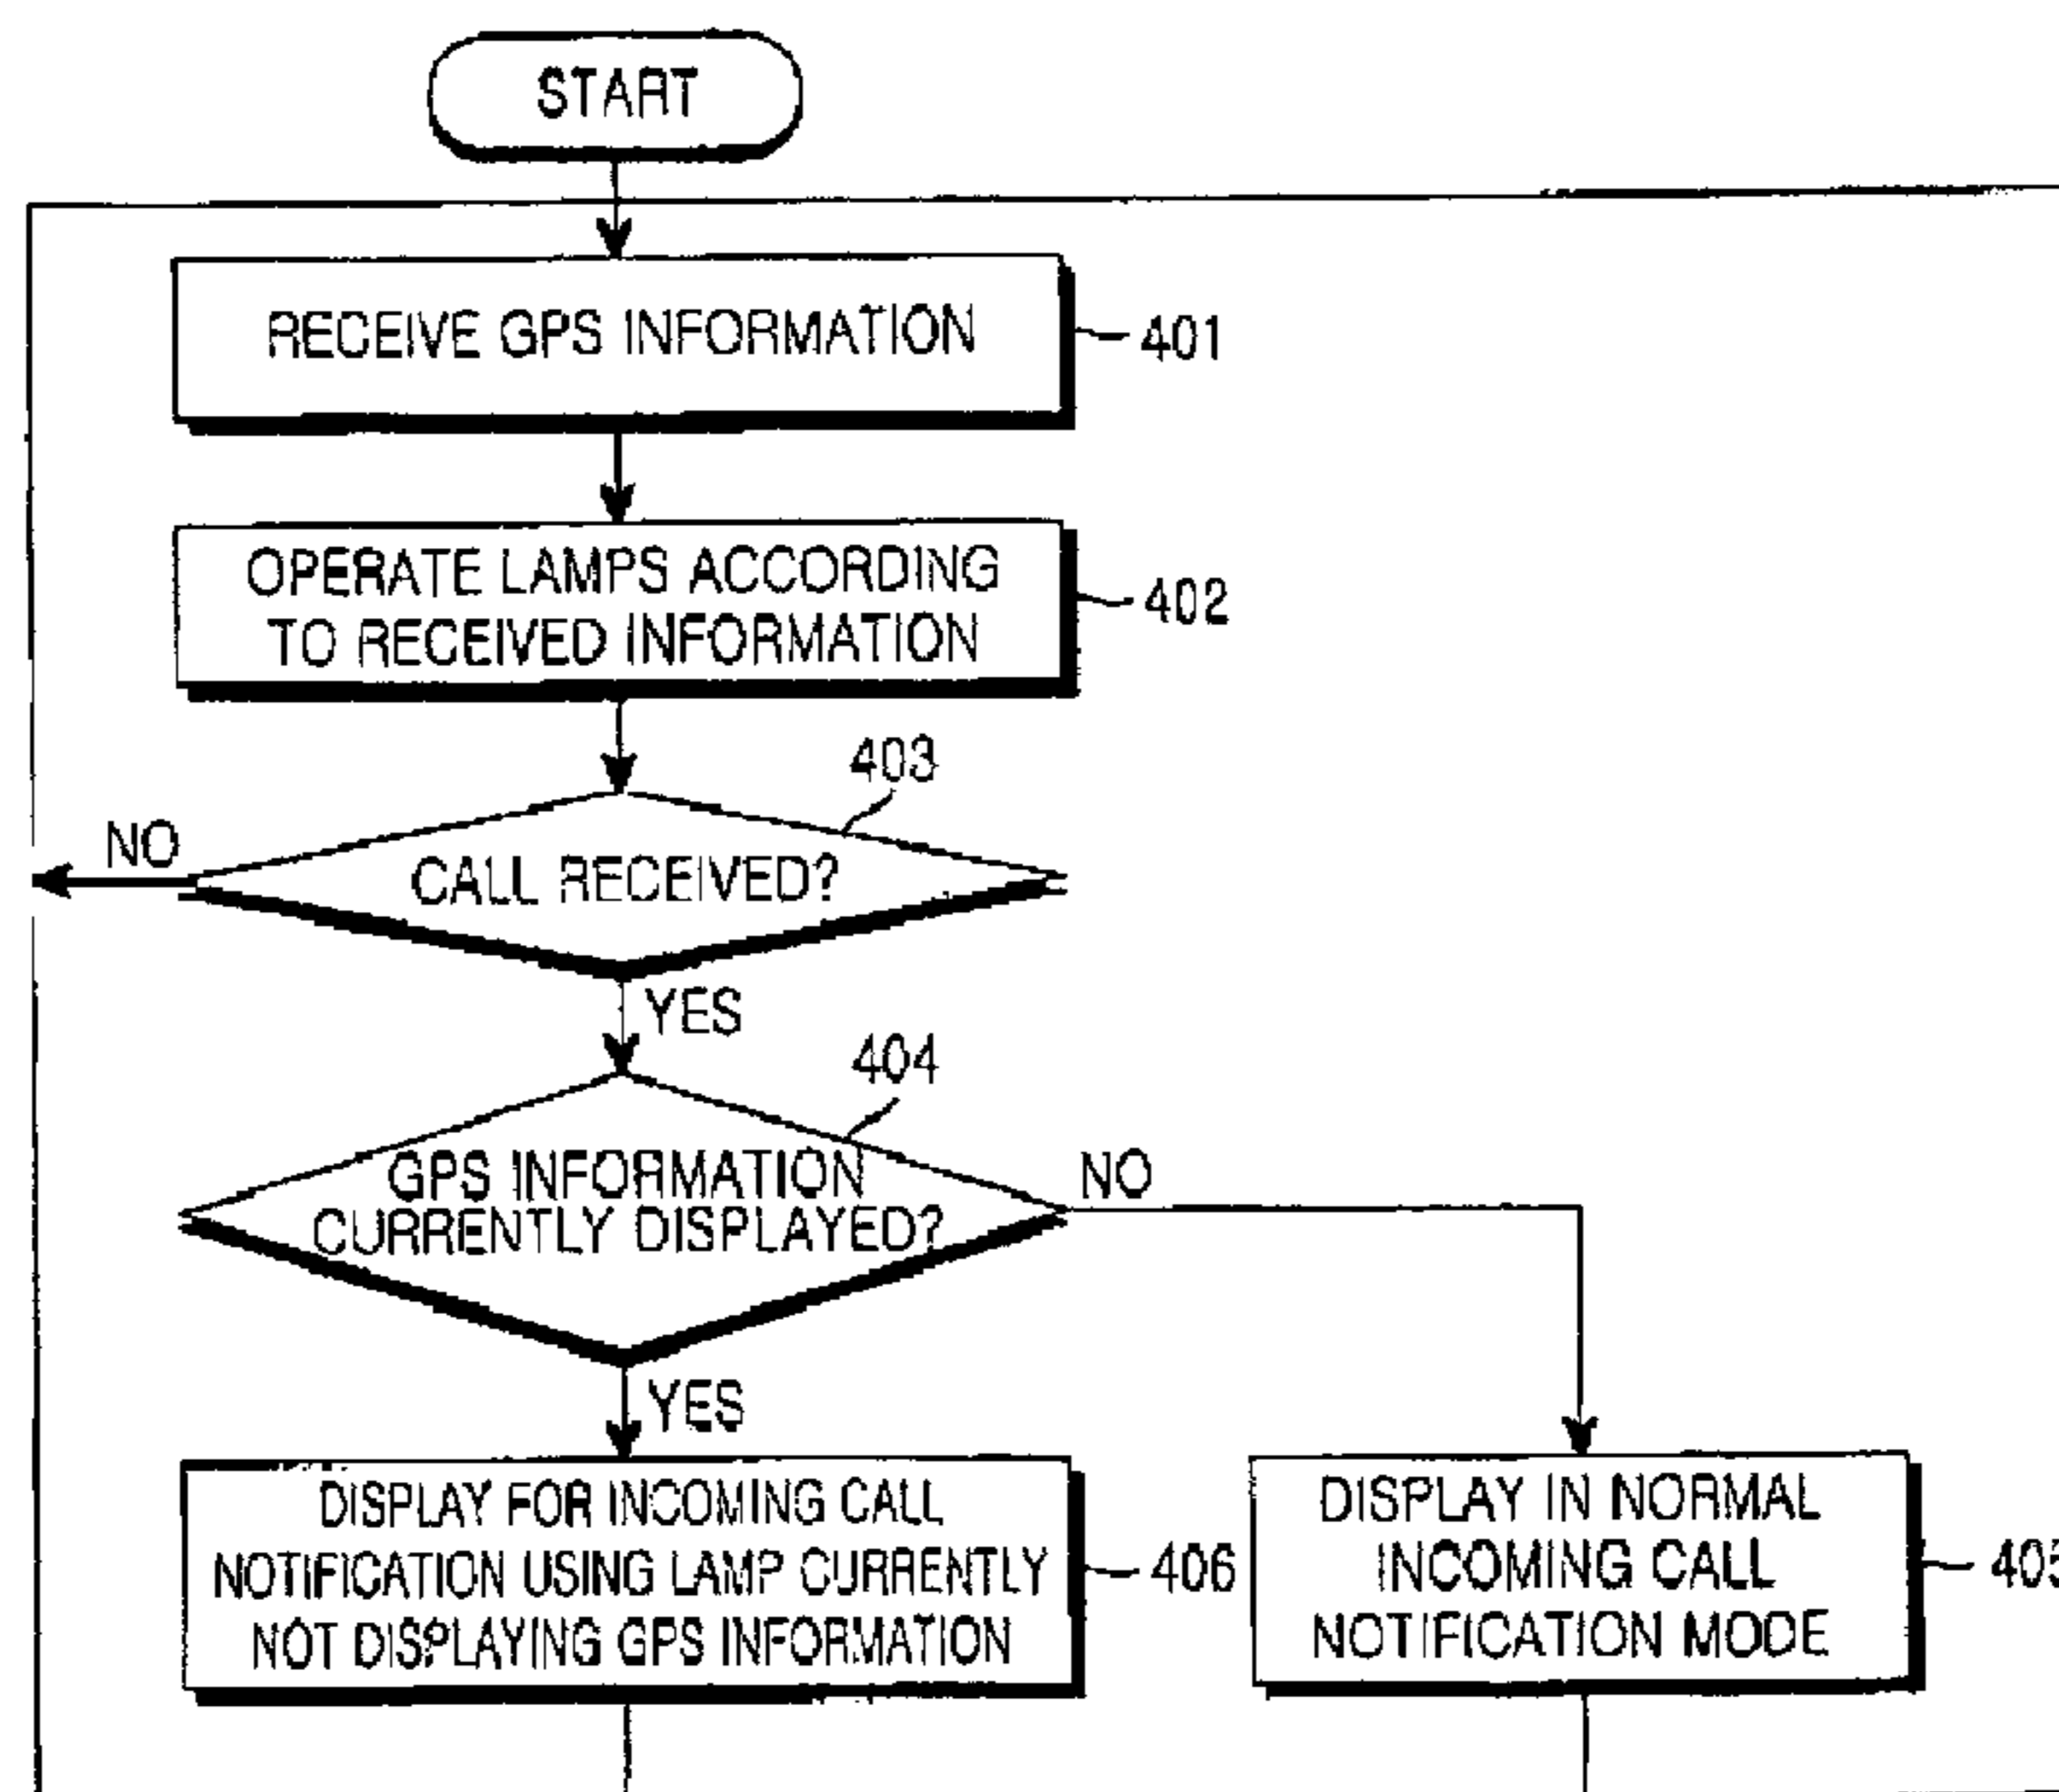 START
RECEIVE GPS INFORMATION
401
OPERATE LAMPS ACCORDING
TO RECEIVED INFORMATION
402
403
CALL RECEIVED?
NO
YES
404
GPS INFORMATION
CURRENTLY DISPLAYED?
NO
YES
DISPLAY FOR INCOMING CALL
NOTIFICATION USING LAMP CURRENTLY
NOT DISPLAYING GPS INFORMATION
406
DISPLAY IN NORMAL
INCOMING CALL
NOTIFICATION MODE
405